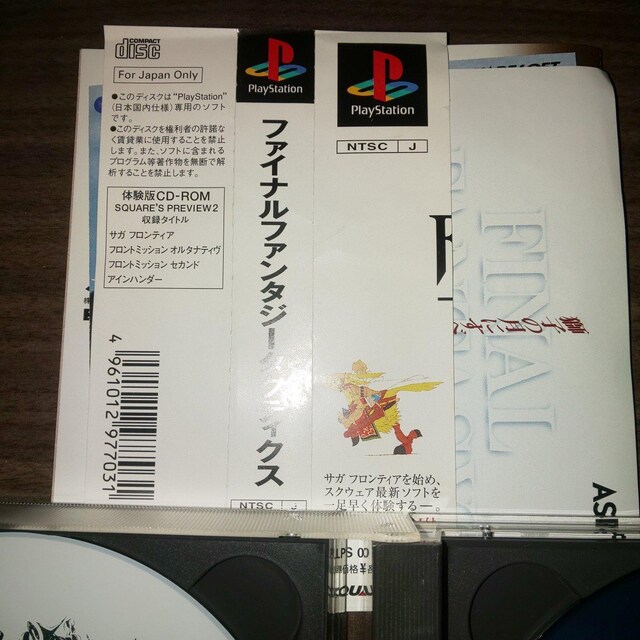 COMPACT
disc
For Japan Only
●このディスクは"PlayStation"
(日本国内仕様)専用のソフト
です。
●このディスクを権利者の許諾な
く賃貸業に使用することを禁止
します。また、ソフトに含まれる
プログラム等著作物を無断で解
析することを禁止します。
体験版CD-ROM
SQUARE'S PREVIEW2
収録タイトル
サガ フロンティア
フロントミッション オルタナティヴ
フロントミッション セカンド
アインハンダー
4961012977031
PlayStation
ファイナルファンタジータクティクス
NTSC J
PlayStation
NTSC J
サガ フロンティアを始め、
スクウェア最新ソフトを
一足早く体験するー。
FINAL
獅子の月にす